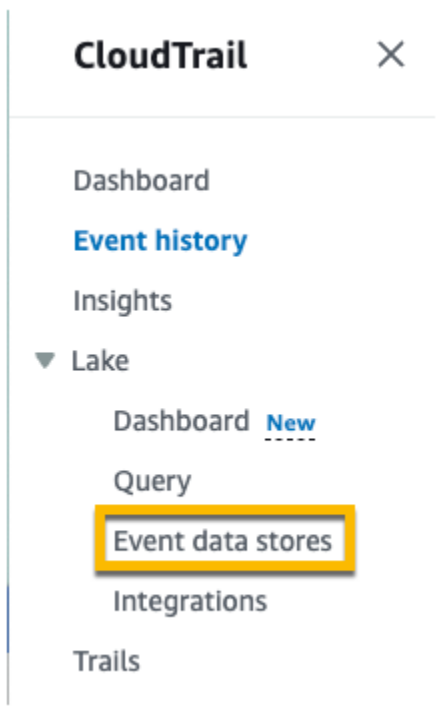 CloudTrail
Dashboard
Event history
Insights
Lake
Dashboard New
Query
Event data stores
Integrations
Trails